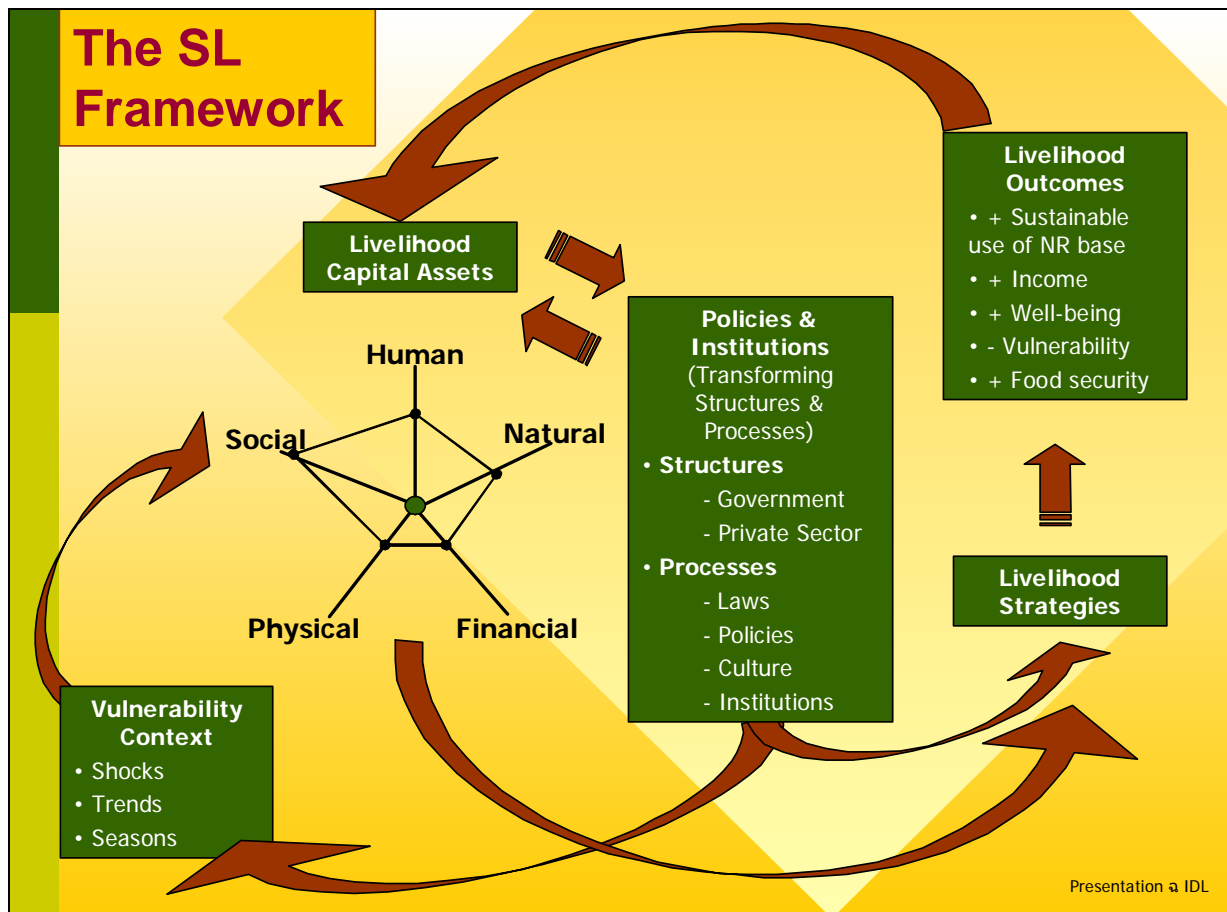 The SL
Framework
Livelihood
Capital Assets
Human
Social
Natural
Physical
Financial
Vulnerability
Context
• Shocks
• Trends
• Seasons
Policies &
Institutions
(Transforming
Structures &
Processes)
• Structures
- Government
- Private Sector
• Processes
- Laws
- Policies
- Culture
- Institutions
Livelihood
Outcomes
• + Sustainable
use of NR base
• + Income
• + Well-being
• - Vulnerability
• + Food security
Livelihood
Strategies
Presentation ฉ IDL